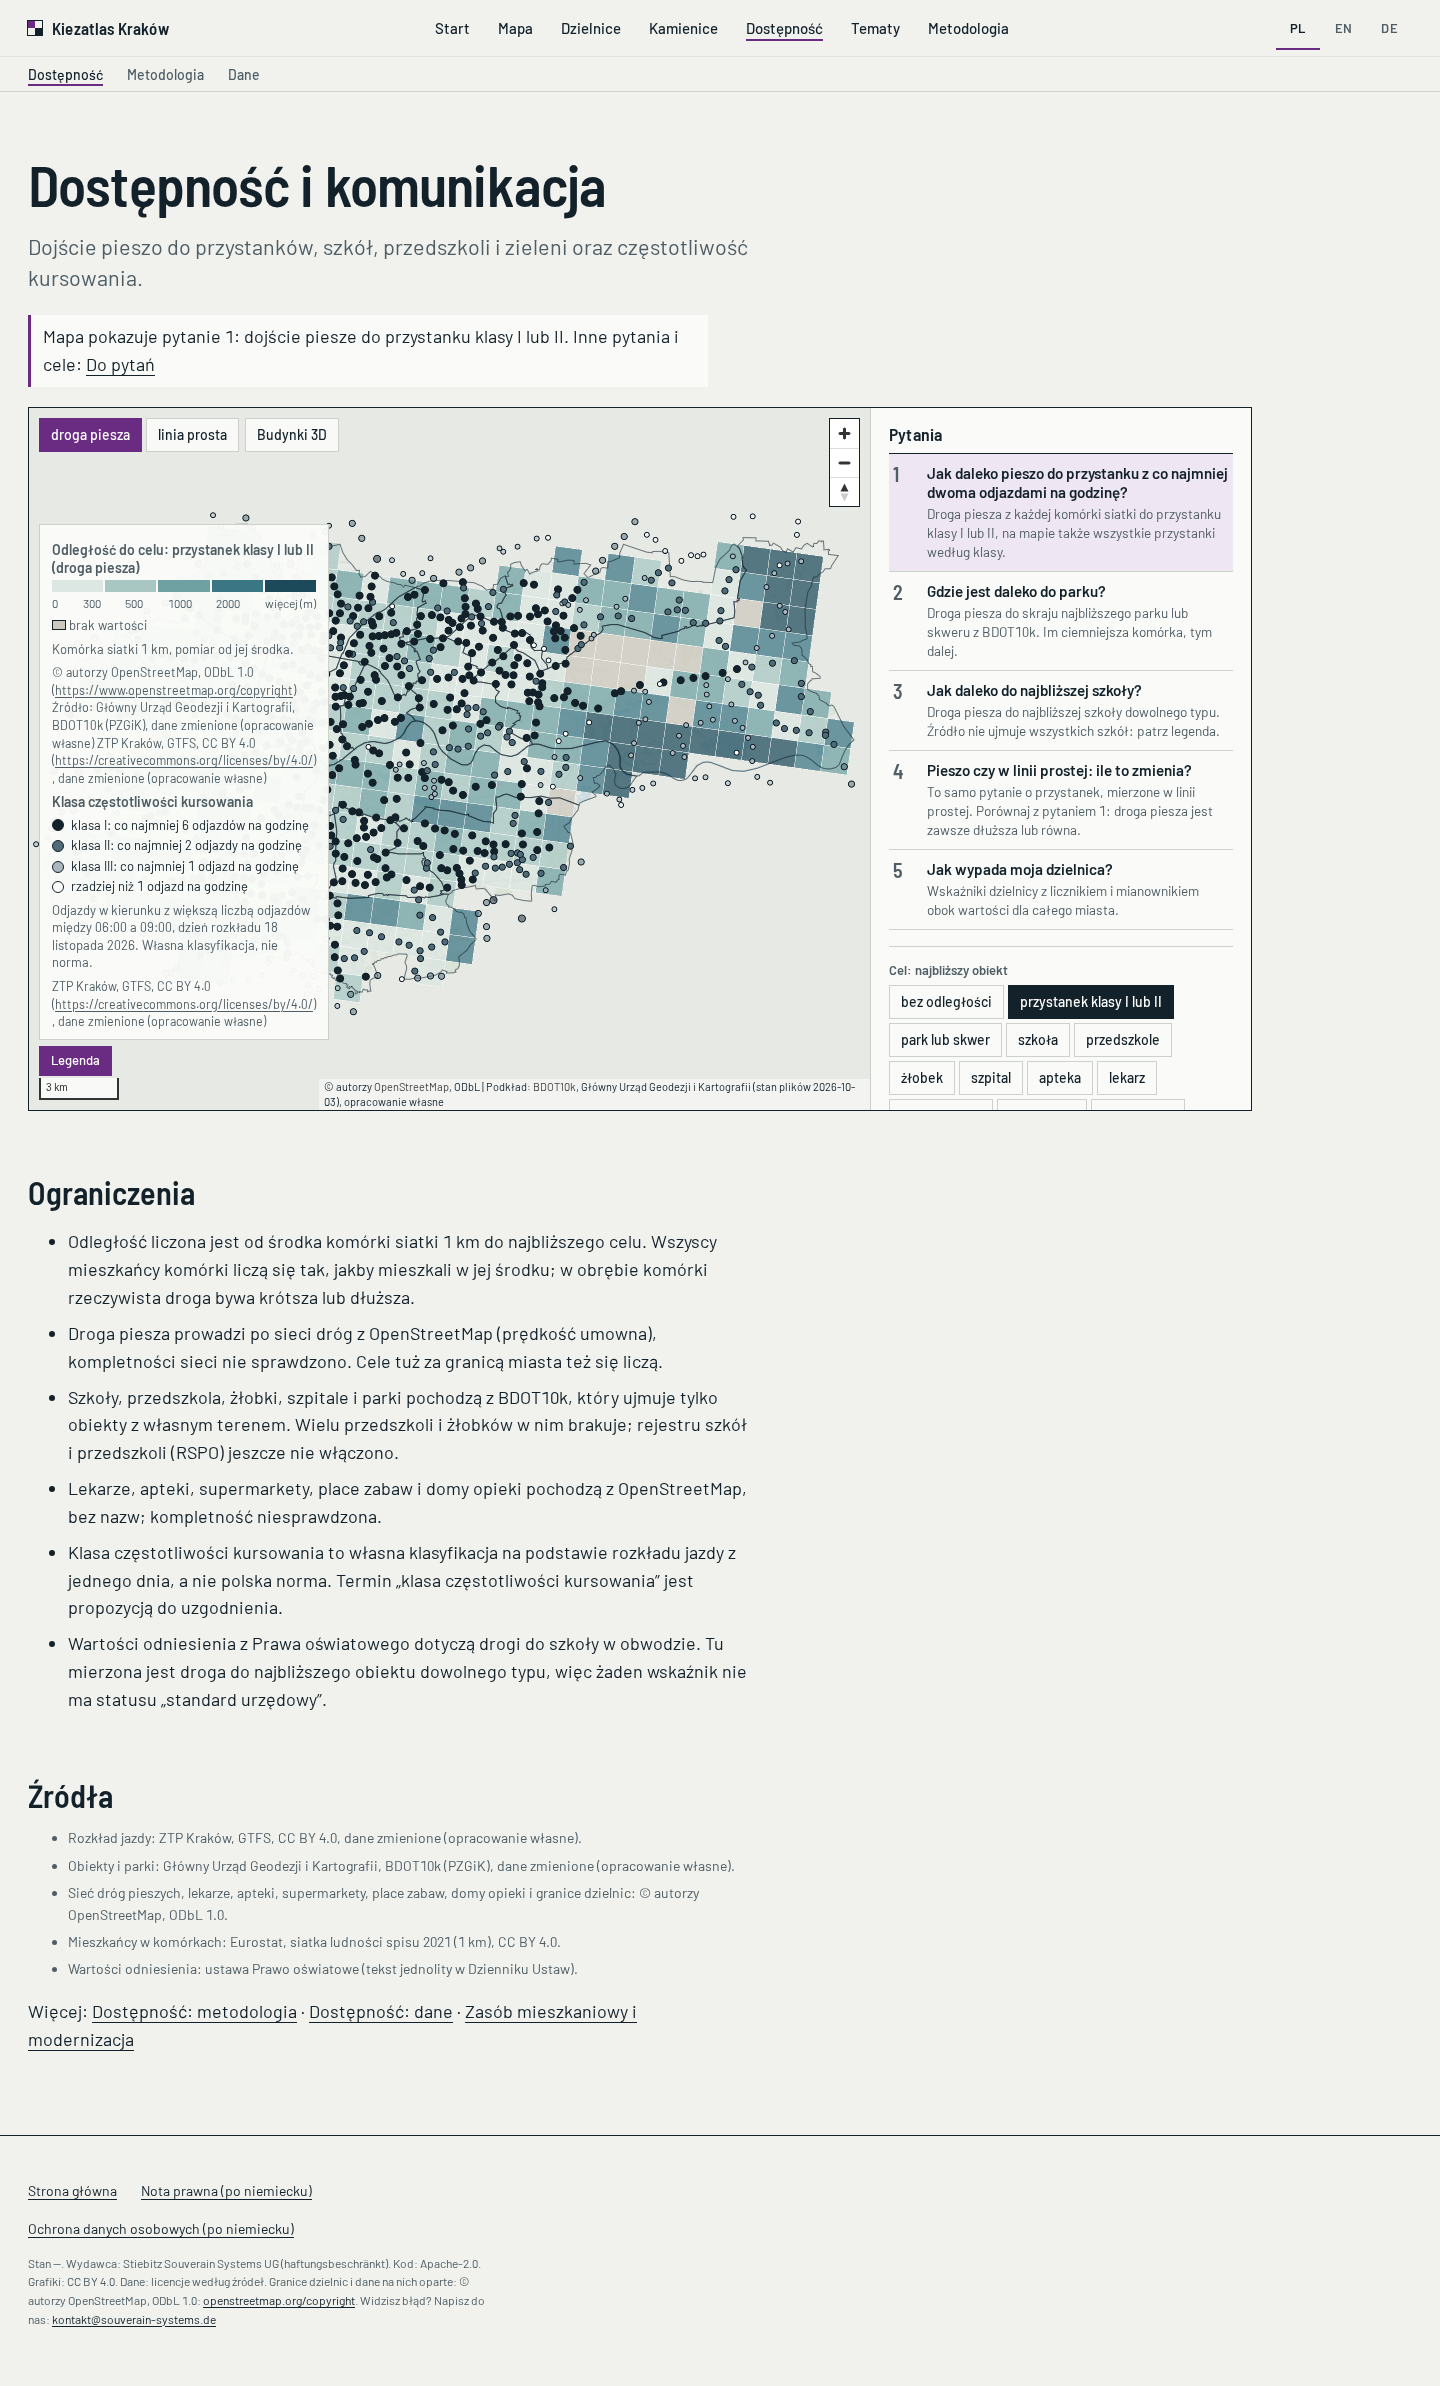 Kiezatlas Kraków
Start Mapa Dzielnice Kamienice Dostępność Tematy Metodologia
PL EN DE
Dostępność Metodologia Dane
Dostępność i komunikacja
Dojście pieszo do przystanków, szkół, przedszkoli i zieleni oraz częstotliwość
kursowania.
Mapa pokazuje pytanie 1: dojście piesze do przystanku klasy I lub II. Inne pytania i
cele: Do pytań
droga piesza linia prosta Budynki 3D
Odległość do celu: przystanek klasy I lub II
(droga piesza)
0 300 500 1000 2000 więcej (m)
brak wartości
Komórka siatki 1 km, pomiar od jej środka.
© autorzy OpenStreetMap, ODbL 1.0
(https://www.openstreetmap.org/copyright)
Źródło: Główny Urząd Geodezji i Kartografii,
BDOT10k (PZGiK), dane zmienione (opracowanie
własne) ZTP Kraków, GTFS, CC BY 4.0
(https://creativecommons.org/licenses/by/4.0/)
, dane zmienione (opracowanie własne)
Klasa częstotliwości kursowania
klasa I: co najmniej 6 odjazdów na godzinę
klasa II: co najmniej 2 odjazdy na godzinę
klasa III: co najmniej 1 odjazd na godzinę
rzadziej niż 1 odjazd na godzinę
Odjazdy w kierunku z większą liczbą odjazdów
między 06:00 a 09:00, dzień rozkładu 18
listopada 2026. Własna klasyfikacja, nie
norma.
ZTP Kraków, GTFS, CC BY 4.0
(https://creativecommons.org/licenses/by/4.0/)
, dane zmienione (opracowanie własne)
Legenda
3 km
© autorzy OpenStreetMap, ODbL | Podkład: BDOT10k, Główny Urząd Geodezji i Kartografii (stan plików 2026-10-
03), opracowanie własne
Pytania
1 Jak daleko pieszo do przystanku z co najmniej
dwoma odjazdami na godzinę?
Droga piesza z każdej komórki siatki do przystanku
klasy I lub II, na mapie także wszystkie przystanki
według klasy.
2 Gdzie jest daleko do parku?
Droga piesza do skraju najbliższego parku lub
skweru z BDOT10k. Im ciemniejsza komórka, tym
dalej.
3 Jak daleko do najbliższej szkoły?
Droga piesza do najbliższej szkoły dowolnego typu.
Źródło nie ujmuje wszystkich szkół: patrz legenda.
4 Pieszo czy w linii prostej: ile to zmienia?
To samo pytanie o przystanek, mierzone w linii
prostej. Porównaj z pytaniem 1: droga piesza jest
zawsze dłuższa lub równa.
5 Jak wypada moja dzielnica?
Wskaźniki dzielnicy z licznikiem i mianownikiem
obok wartości dla całego miasta.
Cel: najbliższy obiekt
bez odległości przystanek klasy I lub II
park lub skwer szkoła przedszkole
żłobek szpital apteka lekarz
Ograniczenia
• Odległość liczona jest od środka komórki siatki 1 km do najbliższego celu. Wszyscy
mieszkańcy komórki liczą się tak, jakby mieszkali w jej środku; w obrębie komórki
rzeczywista droga bywa krótsza lub dłuższa.
• Droga piesza prowadzi po sieci dróg z OpenStreetMap (prędkość umowna),
kompletności sieci nie sprawdzono. Cele tuż za granicą miasta też się liczą.
• Szkoły, przedszkola, żłobki, szpitale i parki pochodzą z BDOT10k, który ujmuje tylko
obiekty z własnym terenem. Wielu przedszkoli i żłobków w nim brakuje; rejestru szkół
i przedszkoli (RSPO) jeszcze nie włączono.
• Lekarze, apteki, supermarkety, place zabaw i domy opieki pochodzą z OpenStreetMap,
bez nazw; kompletność niesprawdzona.
• Klasa częstotliwości kursowania to własna klasyfikacja na podstawie rozkładu jazdy z
jednego dnia, a nie polska norma. Termin „klasa częstotliwości kursowania” jest
propozycją do uzgodnienia.
• Wartości odniesienia z Prawa oświatowego dotyczą drogi do szkoły w obwodzie. Tu
mierzona jest droga do najbliższego obiektu dowolnego typu, więc żaden wskaźnik nie
ma statusu „standard urzędowy”.
Źródła
• Rozkład jazdy: ZTP Kraków, GTFS, CC BY 4.0, dane zmienione (opracowanie własne).
• Obiekty i parki: Główny Urząd Geodezji i Kartografii, BDOT10k (PZGiK), dane zmienione (opracowanie własne).
• Sieć dróg pieszych, lekarze, apteki, supermarkety, place zabaw, domy opieki i granice dzielnic: © autorzy
OpenStreetMap, ODbL 1.0.
• Mieszkańcy w komórkach: Eurostat, siatka ludności spisu 2021 (1 km), CC BY 4.0.
• Wartości odniesienia: ustawa Prawo oświatowe (tekst jednolity w Dzienniku Ustaw).
Więcej: Dostępność: metodologia · Dostępność: dane · Zasób mieszkaniowy i
modernizacja
Strona główna Nota prawna (po niemiecku)
Ochrona danych osobowych (po niemiecku)
Stan —. Wydawca: Stiebitz Souverain Systems UG (haftungsbeschränkt). Kod: Apache-2.0.
Grafiki: CC BY 4.0. Dane: licencje według źródeł. Granice dzielnic i dane na nich oparte: ©
autorzy OpenStreetMap, ODbL 1.0: openstreetmap.org/copyright. Widzisz błąd? Napisz do
nas: kontakt@souverain-systems.de